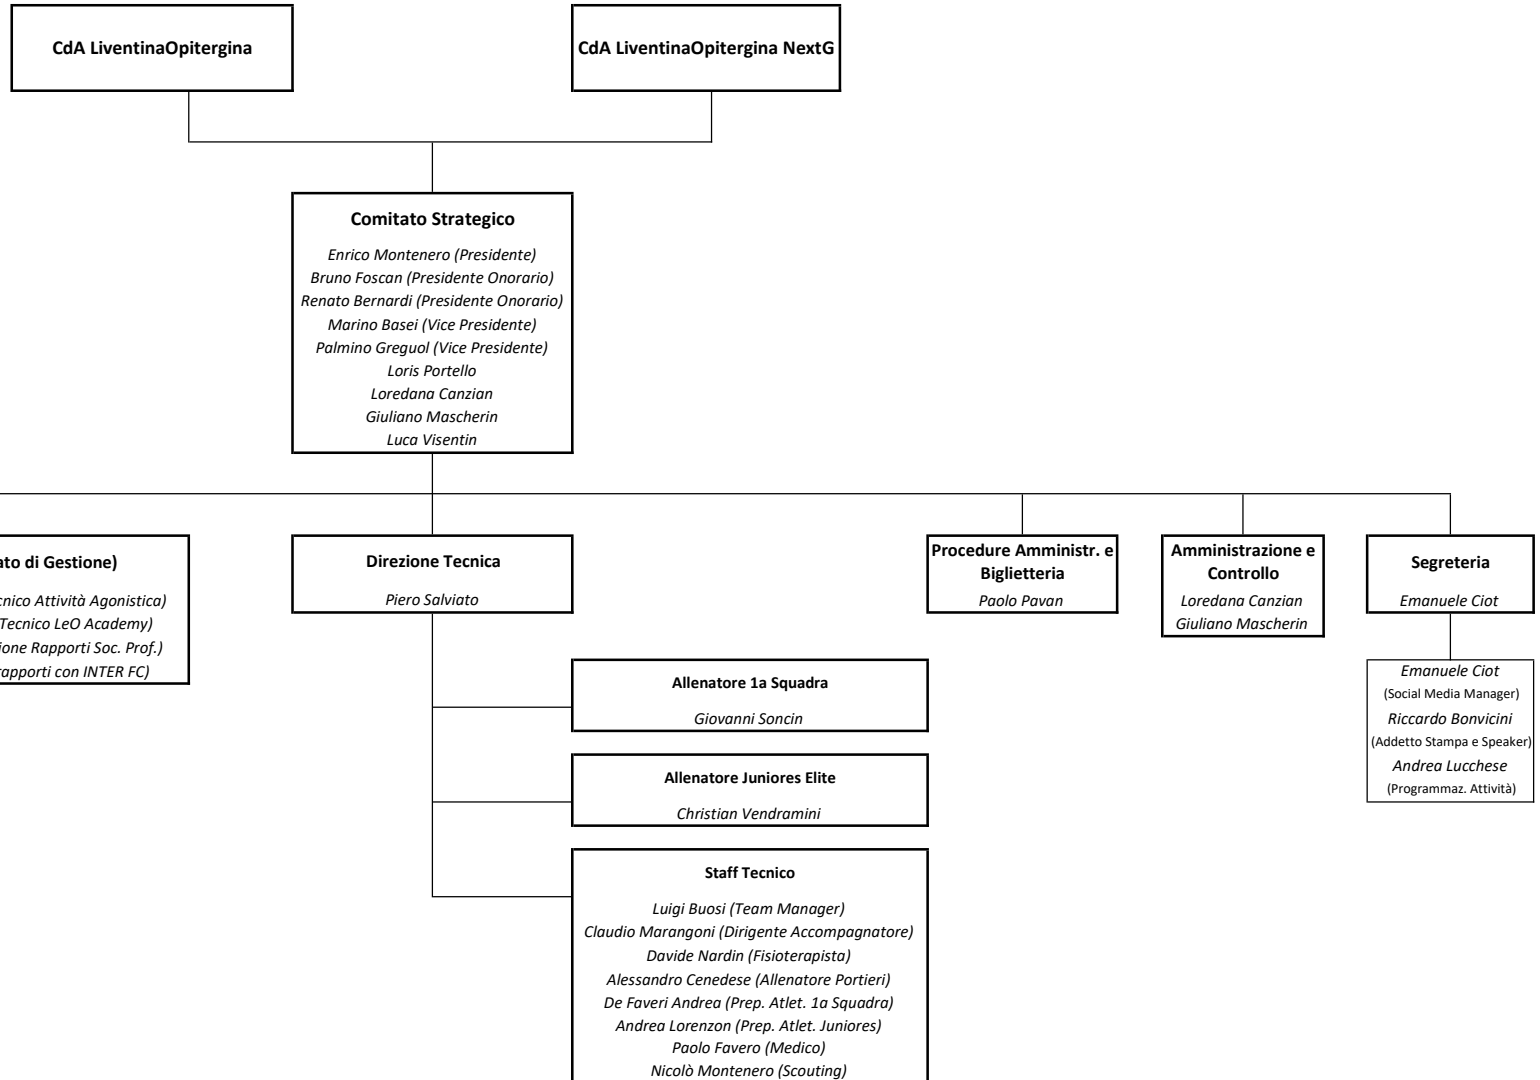 CdA LiventinaOpitergina
CdA LiventinaOpitergina NextG
Comitato Strategico
Enrico Montenero (Presidente)
Bruno Foscan (Presidente Onorario)
Renato Bernardi (Presidente Onorario)
Marino Basei (Vice Presidente)
Palmino Greguol (Vice Presidente)
Loris Portello
Loredana Canzian
Giuliano Mascherin
Luca Visentin
di Gestione)
Attività Agonistica)
Tecnico LeO Academy)
Rapporti Soc. Prof.)
rapporti con INTER FC)
Direzione Tecnica
Piero Salviato
Procedure Amministr. e
Biglietteria
Paolo Pavan
Amministrazione e
Controllo
Loredana Canzian
Giuliano Mascherin
Segreteria
Emanuele Ciot
Emanuele Ciot
(Social Media Manager)
Riccardo Bonvicini
(Addetto Stampa e Speaker)
Andrea Lucchese
(Programmaz. Attività)
Allenatore 1a Squadra
Giovanni Soncin
Allenatore Juniores Elite
Christian Vendramini
Staff Tecnico
Luigi Buosi (Team Manager)
Claudio Marangoni (Dirigente Accompagnatore)
Davide Nardin (Fisioterapista)
Alessandro Cenedese (Allenatore Portieri)
De Faveri Andrea (Prep. Atlet. 1a Squadra)
Andrea Lorenzon (Prep. Atlet. Juniores)
Paolo Favero (Medico)
Nicolò Montenero (Scouting)